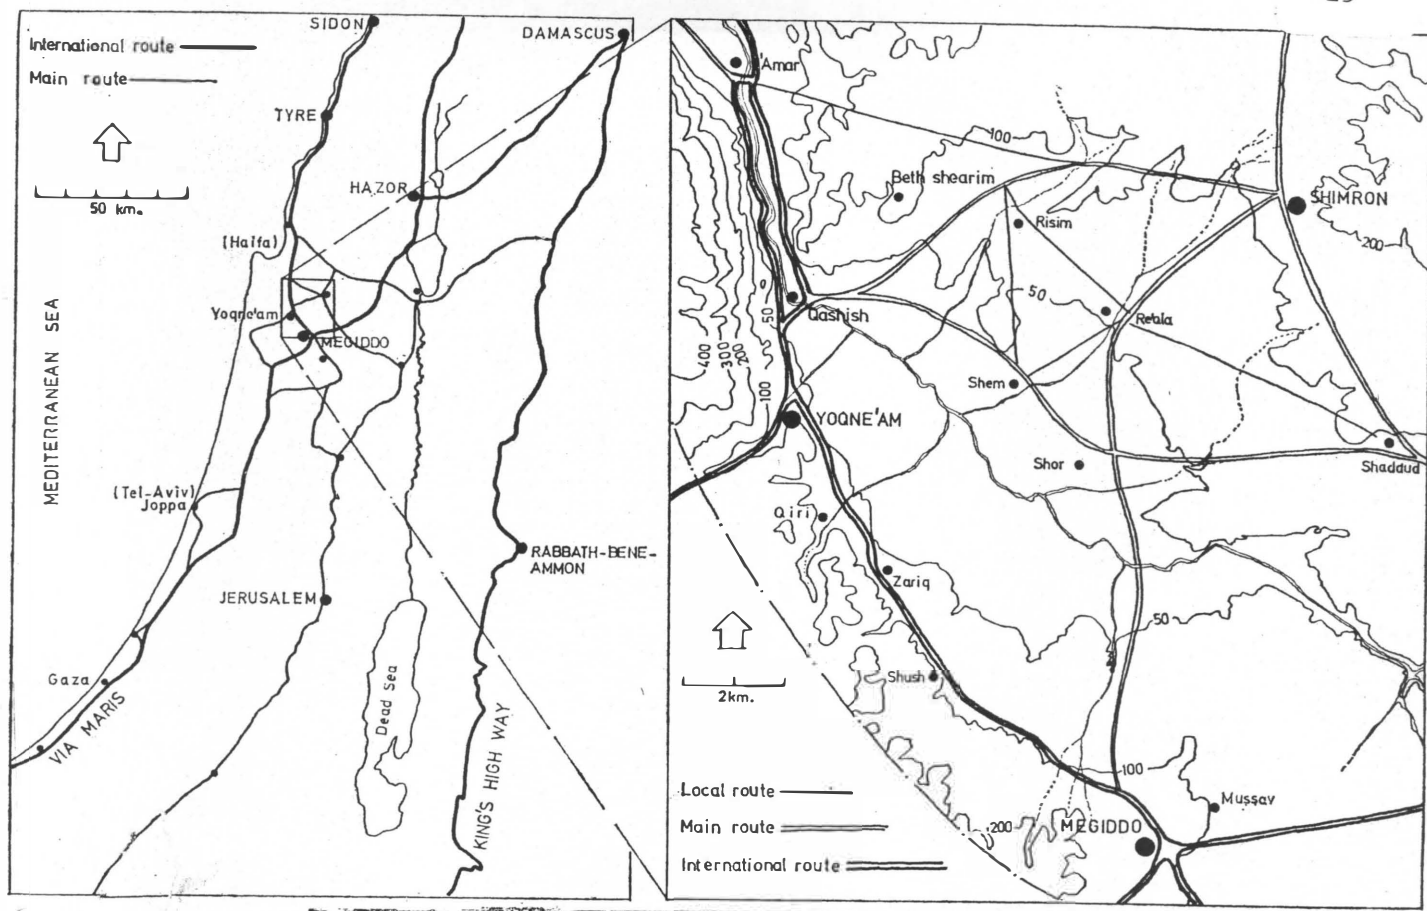 International route
Main route
50 km.
SIDON
DAMASCUS
TYRE
HAZOR
(Haifa)
Yoqne'am
MEGIDDO
MEDITERRANEAN SEA
(Tel-Aviv)
Joppa
RABBATH-BENE-
AMMON
JERUSALEM
Gaza
VIA MARIS
Dead Sea
KING'S HIGH WAY
'Amar
100
Beth shearim
SHIMRON
Risim
200
50
Qashish
Re'ala
50
400
300
200
100
Shem
YOQNE'AM
Shor
Shaddud
Qiri
Zariq
50
Shush
2km.
100
Mussav
Local route
Main route
200
MEGIDDO
International route